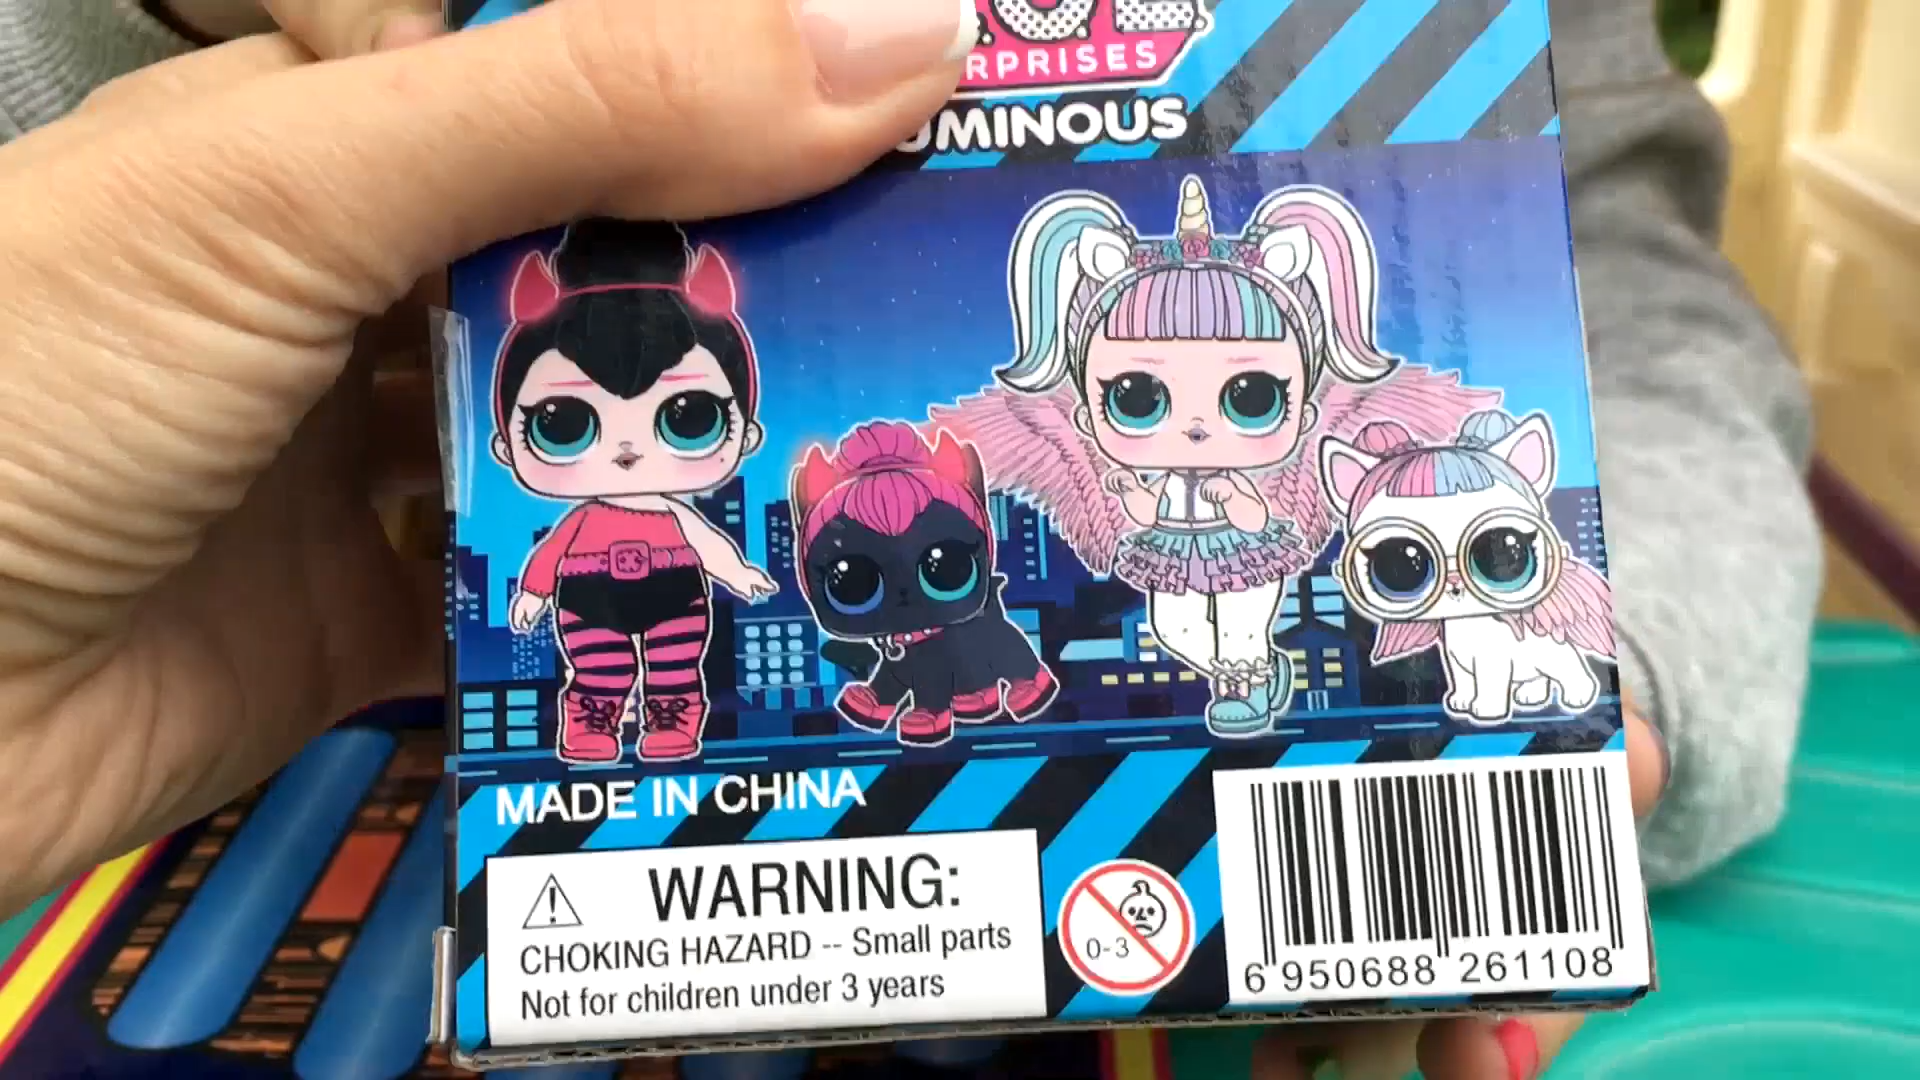 RPRISES
UMINOUS
MADE IN CHINA
WARNING:
CHOKING HAZARD -- Small parts
Not for children under 3 years
0-3
6 950688 261108